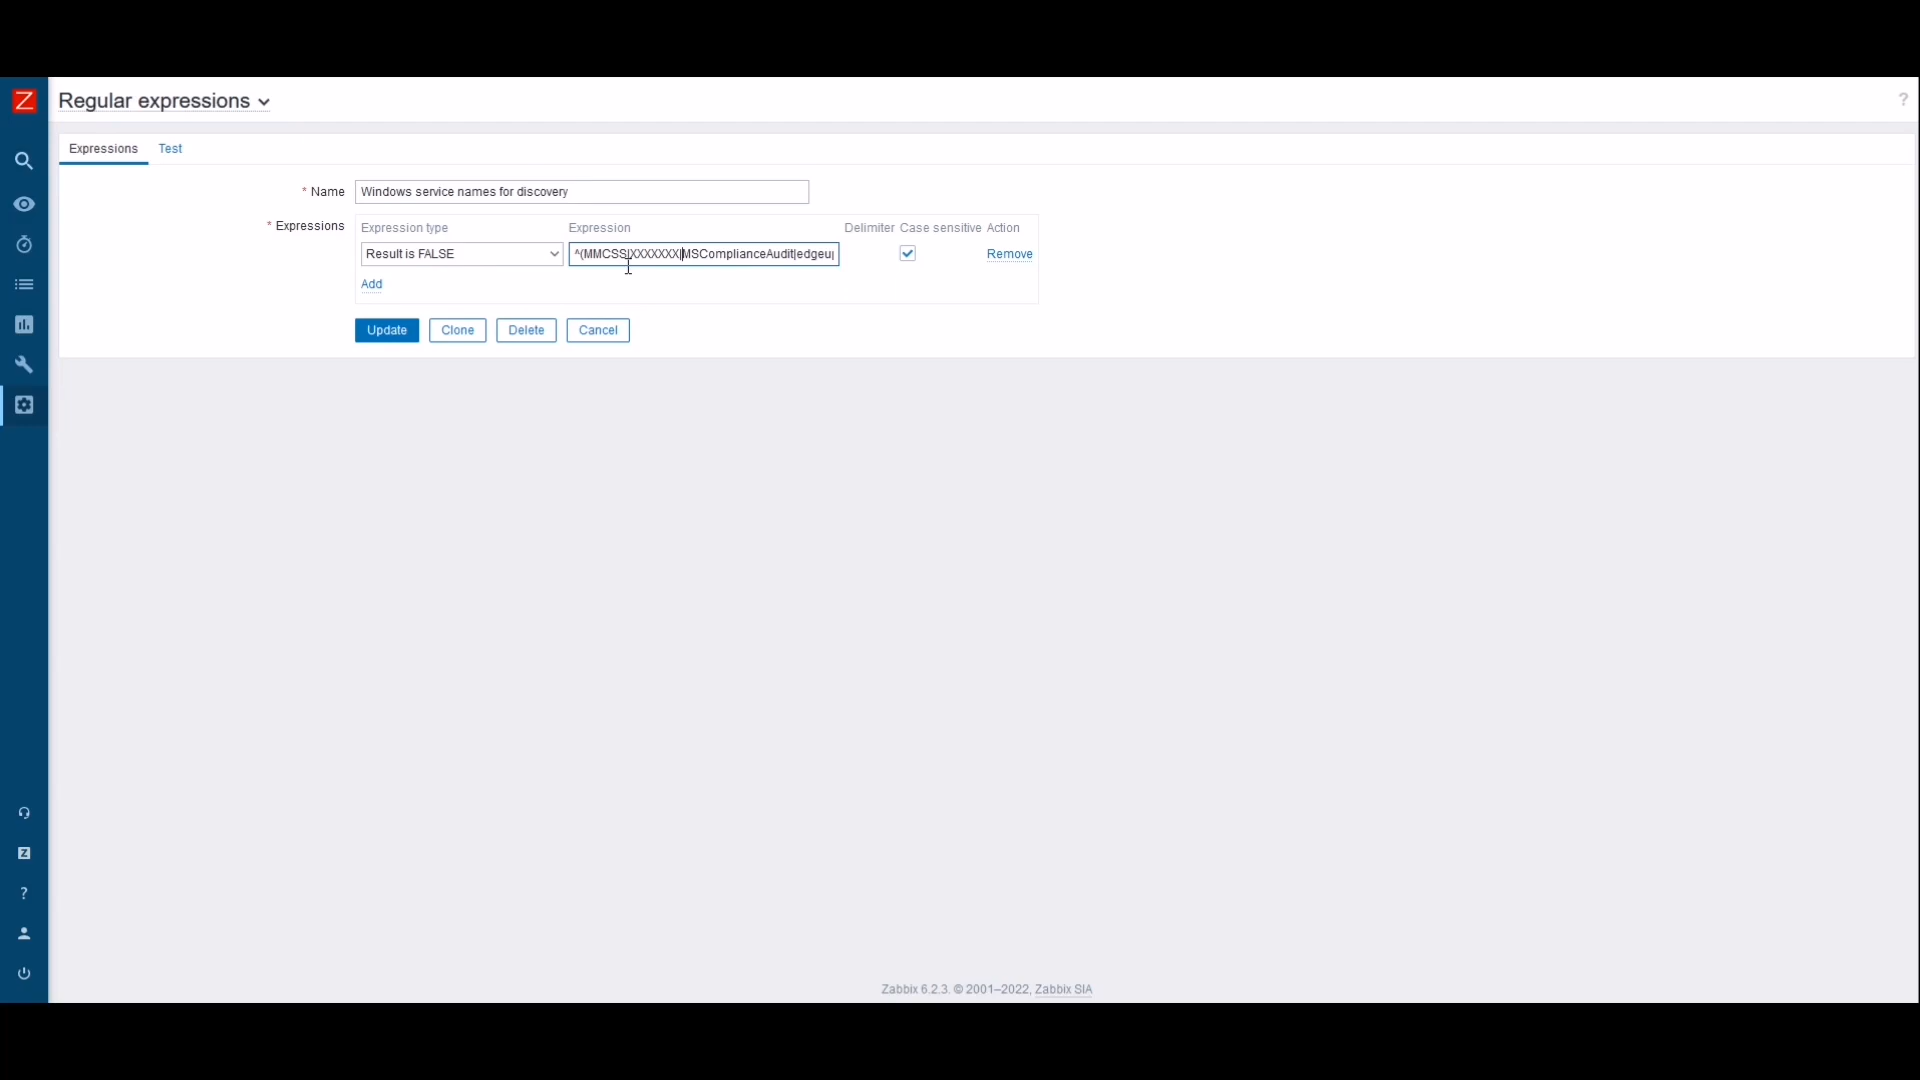 Z
Regular expressions
?
Expressions Test
* Name Windows service names for discovery
* Expressions Expression type Expression Delimiter Case sensitive Action
Result is FALSE ^(MMCSS|XXXXXXX|MSComplianceAudit|edgeu Remove
Add
Update Clone Delete Cancel
Z
?
Zabbix 6.2.3. © 2001–2022, Zabbix SIA